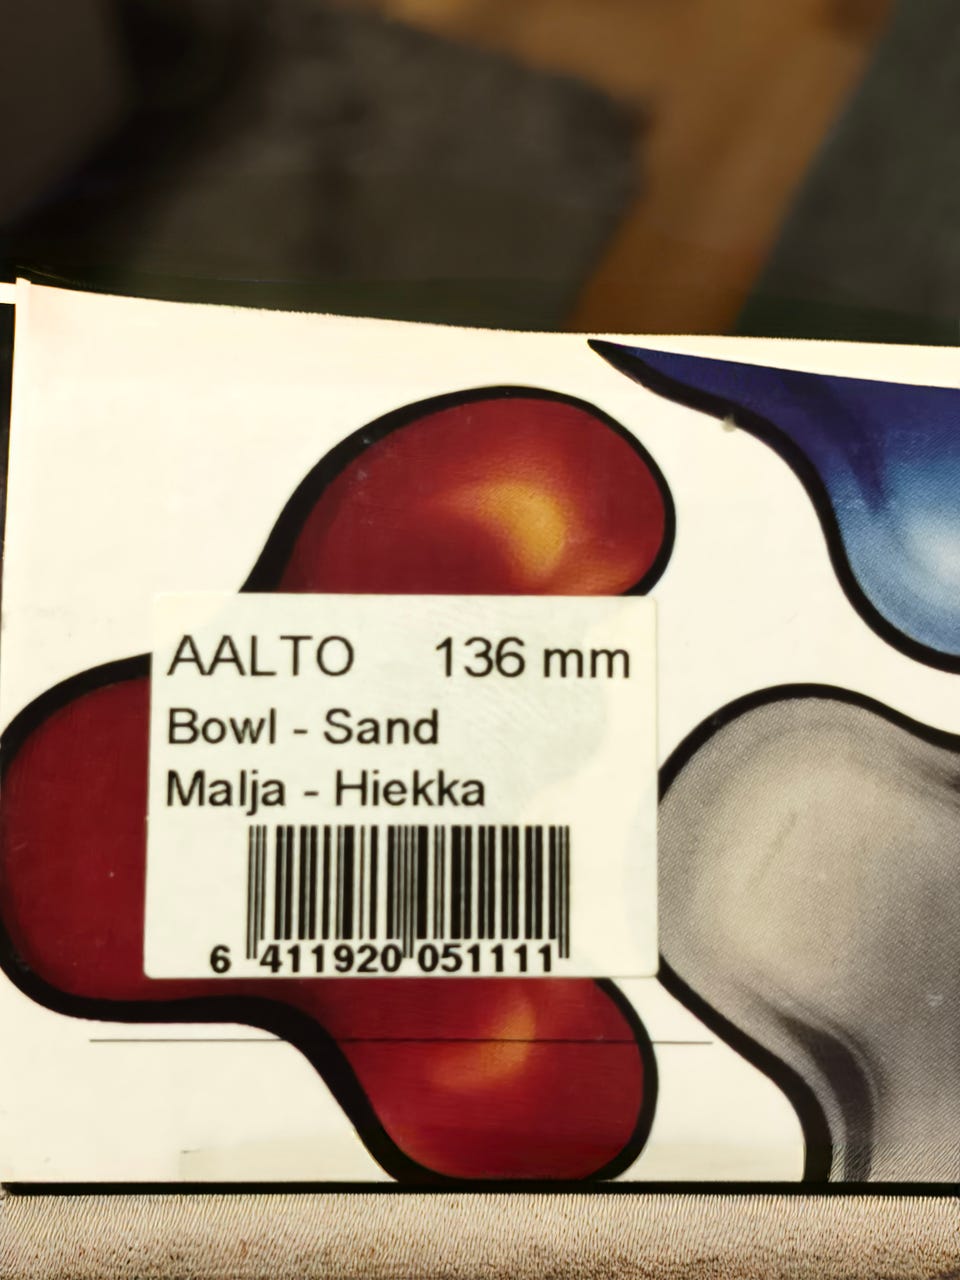 AALTO 136 mm
Bowl - Sand
Malja - Hiekka
6 411920 051111